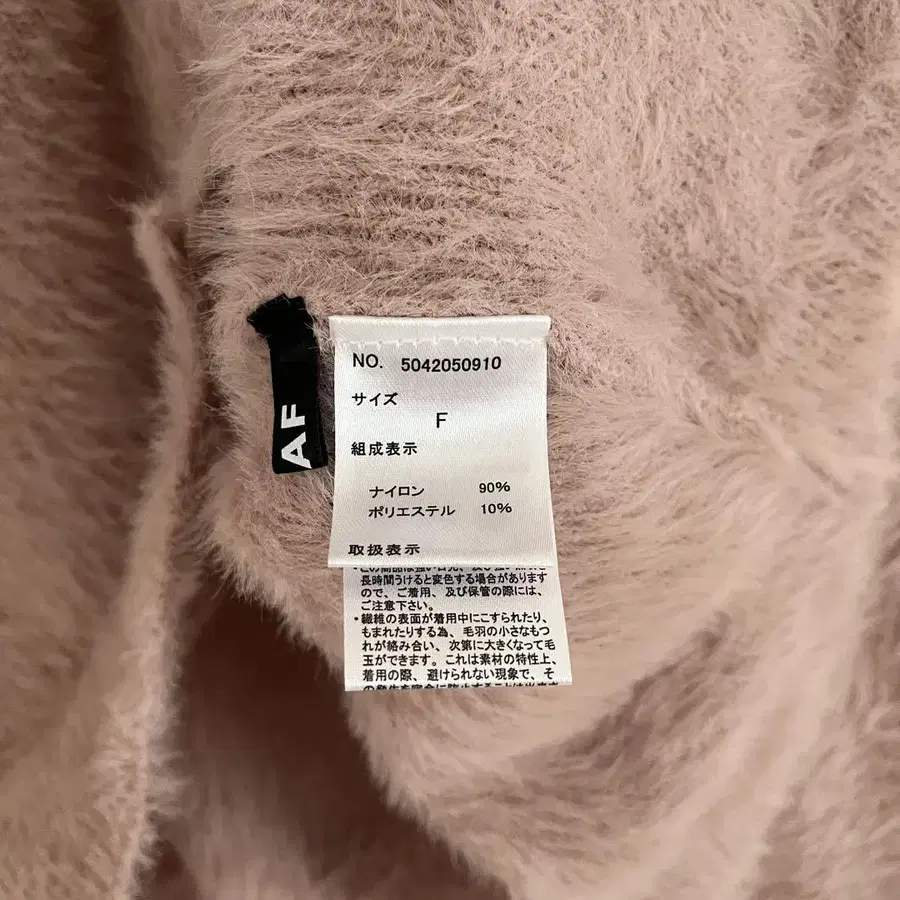 AF
NO. 5042050910
サイズ
F
組成表示
ナイロン 90%
ポリエステル 10%
取扱表示
長時間うけると変色する場合があります
ので、ご着用、及び保管の際には、
ご注意下さい。
・繊維の表面が着用中にこすられたり、
もまれたりする為、毛羽の小さなもつ
れが絡み合い、次第に大きくなって毛
玉ができます。これは素材の特性上、
着用の際、避けられない現象で、そ